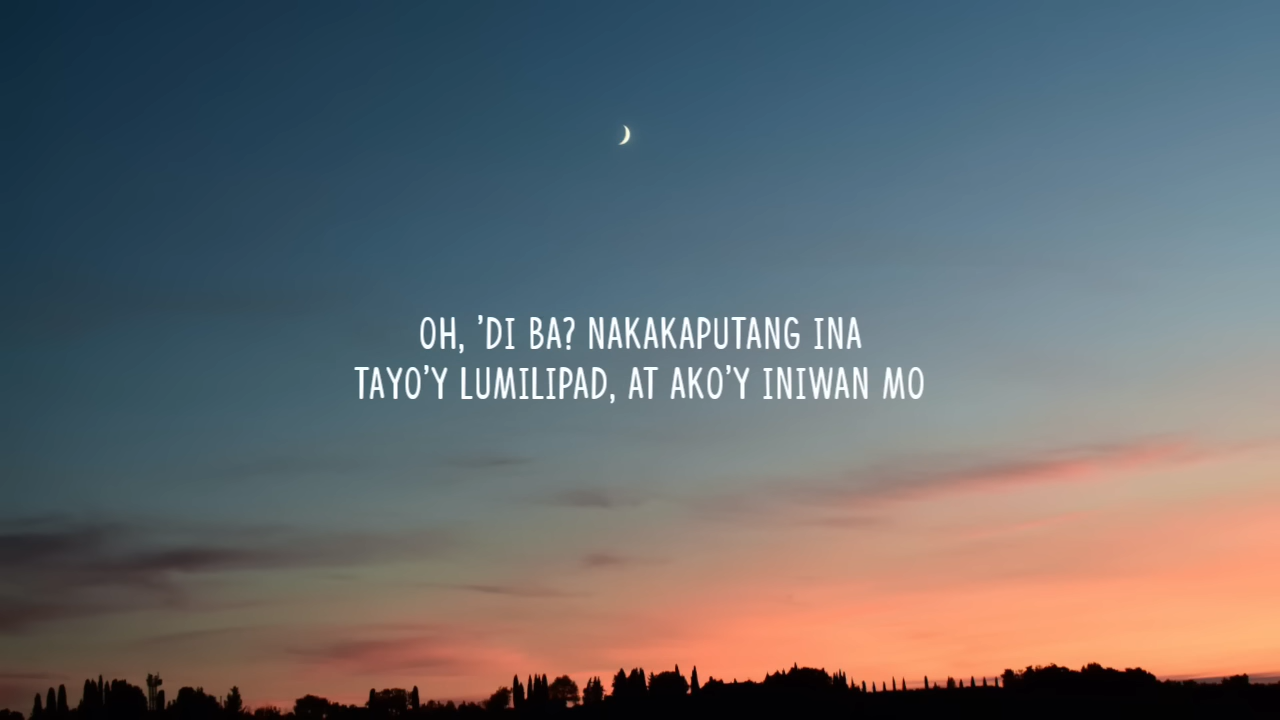 OH, ’DI BA? NAKAKAPUTANG INA
TAYO’Y LUMILIPAD, AT AKO’Y INIWAN MO